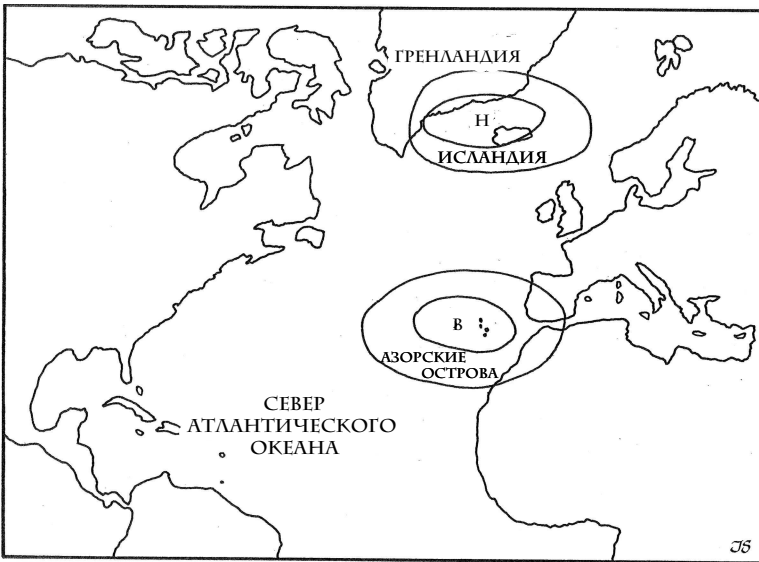 ГРЕНЛАНДИЯ
Н
ИСЛАНДИЯ
В
АЗОРСКИЕ
ОСТРОВА
СЕВЕР
АТЛАНТИЧЕСКОГО
ОКЕАНА
JS